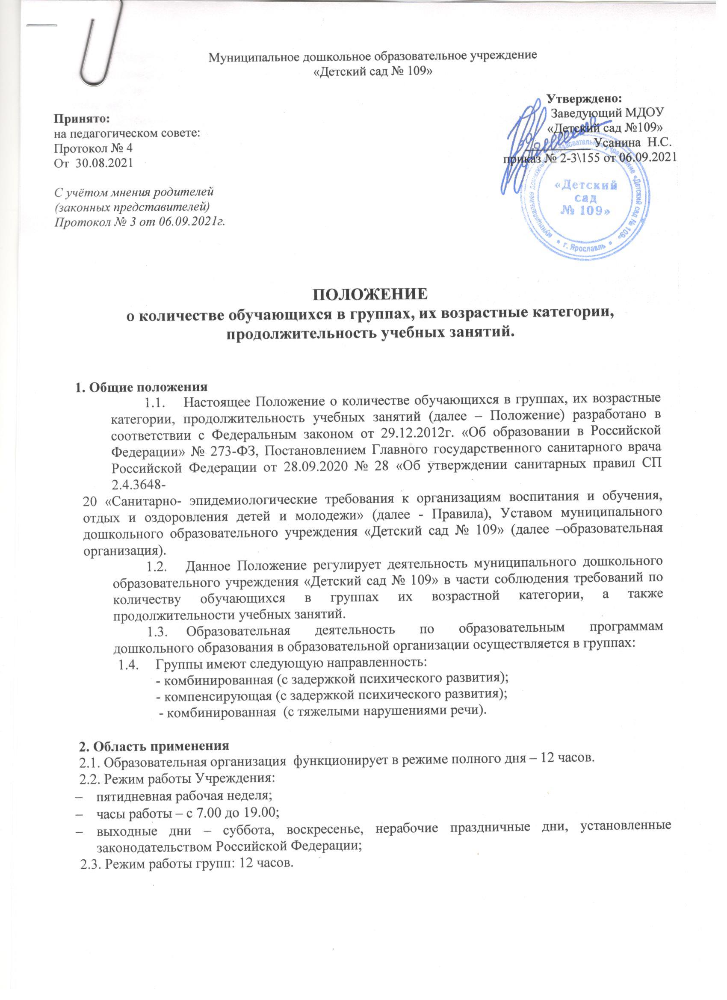 Муниципальное дошкольное образовательное учреждение
«Детский сад № 109»
Принято:
на педагогическом совете:
Протокол № 4
От 30.08.2021
С учётом мнения родителей
(законных представителей)
Протокол № 3 от 06.09.2021г.
Утверждено:
Заведующий МДОУ
«Детский сад №109»
Усанина Н.С.
приказ № 2-3\155 от 06.09.2021
муниципальное дошкольное образовательное учреждение «Детский сад № 109»
«Детский
сад
№ 109»
* г. Ярославль *
ПОЛОЖЕНИЕ
о количестве обучающихся в группах, их возрастные категории,
продолжительность учебных занятий.
1. Общие положения
1.1. Настоящее Положение о количестве обучающихся в группах, их возрастные
категории, продолжительность учебных занятий (далее – Положение) разработано в
соответствии с Федеральным законом от 29.12.2012г. «Об образовании в Российской
Федерации» № 273-ФЗ, Постановлением Главного государственного санитарного врача
Российской Федерации от 28.09.2020 № 28 «Об утверждении санитарных правил СП
2.4.3648-
20 «Санитарно- эпидемиологические требования к организациям воспитания и обучения,
отдых и оздоровления детей и молодежи» (далее - Правила), Уставом муниципального
дошкольного образовательного учреждения «Детский сад № 109» (далее –образовательная
организация).
1.2. Данное Положение регулирует деятельность муниципального дошкольного
образовательного учреждения «Детский сад № 109» в части соблюдения требований по
количеству обучающихся в группах их возрастной категории, а также
продолжительности учебных занятий.
1.3. Образовательная деятельность по образовательным программам
дошкольного образования в образовательной организации осуществляется в группах:
1.4. Группы имеют следующую направленность:
- комбинированная (с задержкой психического развития);
- компенсирующая (с задержкой психического развития);
- комбинированная (с тяжелыми нарушениями речи).
2. Область применения
2.1. Образовательная организация функционирует в режиме полного дня – 12 часов.
2.2. Режим работы Учреждения:
– пятидневная рабочая неделя;
– часы работы – с 7.00 до 19.00;
– выходные дни – суббота, воскресенье, нерабочие праздничные дни, установленные
законодательством Российской Федерации;
2.3. Режим работы групп: 12 часов.